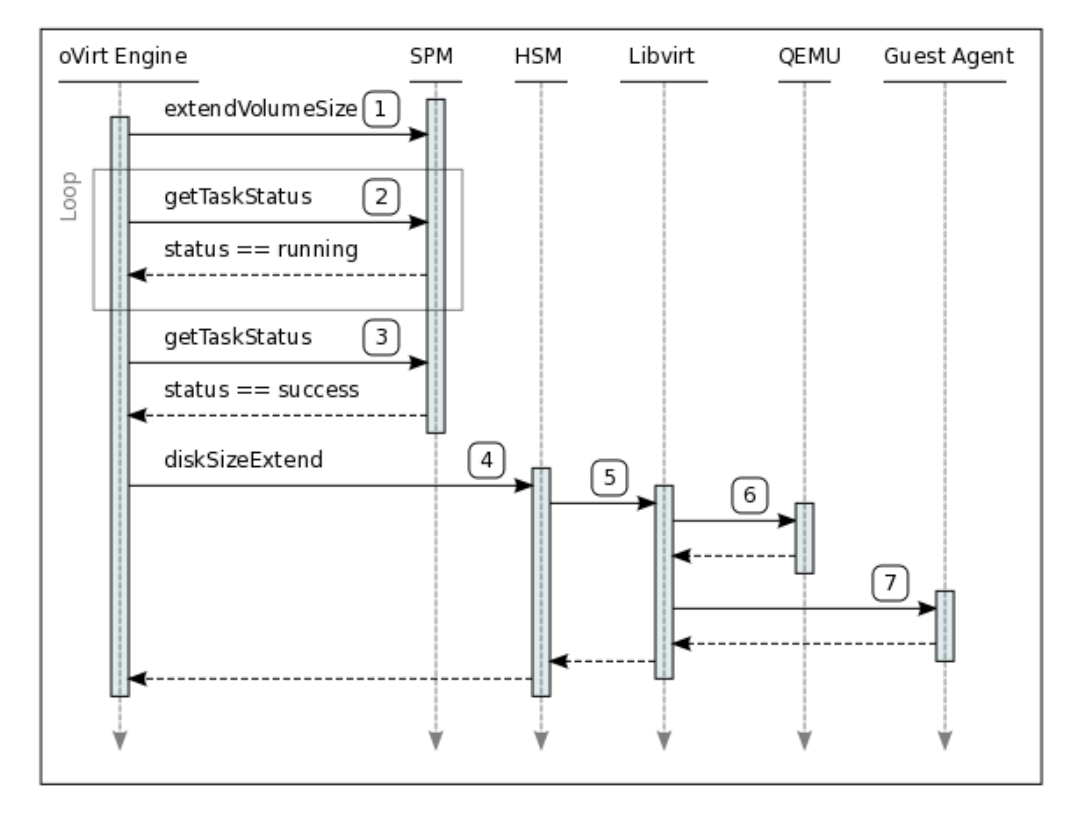 oVirt Engine SPM HSM Libvirt QEMU Guest Agent
extendVolumeSize 1
Loop
getTaskStatus 2
status == running
getTaskStatus 3
status == success
diskSizeExtend 4
5
6
7